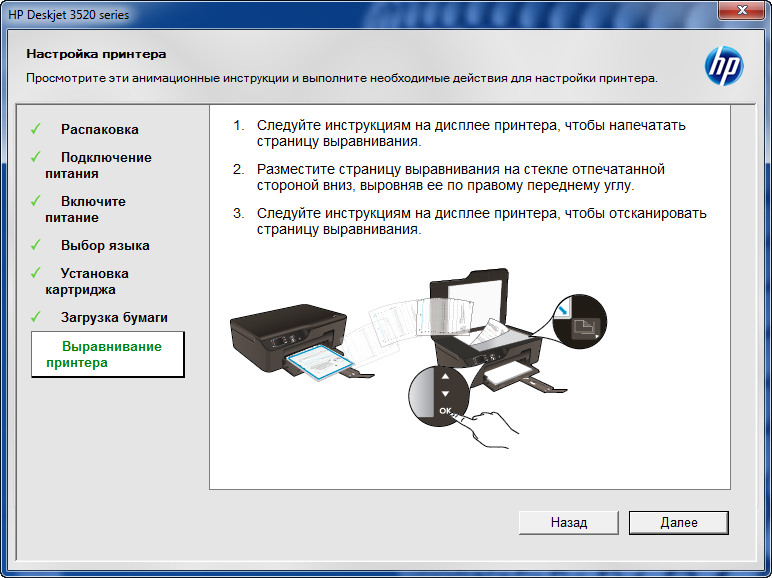 HP Deskjet 3520 series
Настройка принтера
Просмотрите эти анимационные инструкции и выполните необходимые действия для настройки принтера.
hp
Распаковка
Подключение
питания
Включите
питание
Выбор языка
Установка
картриджа
Загрузка бумаги
Выравнивание
принтера
1. Следуйте инструкциям на дисплее принтера, чтобы напечатать
страницу выравнивания.
2. Разместите страницу выравнивания на стекле отпечатанной
стороной вниз, выровняв ее по правому переднему углу.
3. Следуйте инструкциям на дисплее принтера, чтобы отсканировать
страницу выравнивания.
OK
Назад
Далее